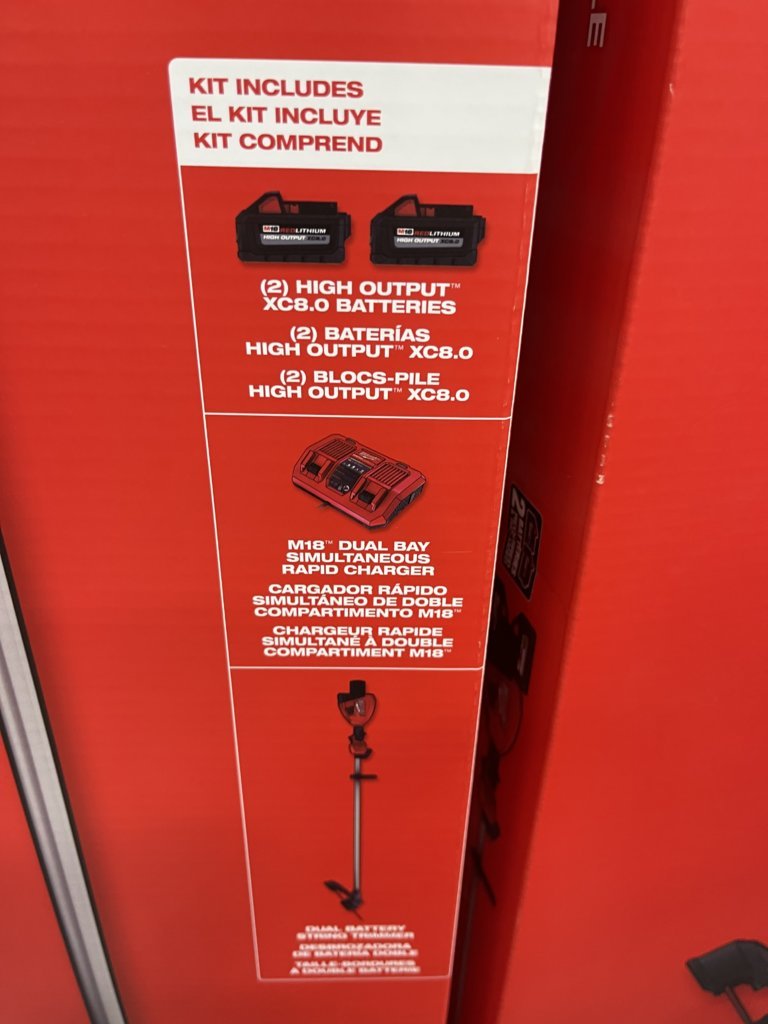 KIT INCLUDES
EL KIT INCLUYE
KIT COMPREND
M18 REDLITHIUM
HIGH OUTPUT XC8.0
M18 REDLITHIUM
HIGH OUTPUT XC8.0
(2) HIGH OUTPUT™
XC8.0 BATTERIES
(2) BATERÍAS
HIGH OUTPUT™ XC8.0
(2) BLOCS-PILE
HIGH OUTPUT™ XC8.0
M18™ DUAL BAY
SIMULTANEOUS
RAPID CHARGER
CARGADOR RÁPIDO
SIMULTÁNEO DE DOBLE
COMPARTIMENTO M18™
CHARGEUR RAPIDE
SIMULTANÉ À DOUBLE
COMPARTIMENT M18™
DUAL BATTERY
STRING TRIMMER
DESBROZADORA
DE BATERÍA DOBLE
TAILLE-BORDURES
À DOUBLE BATTERIE
LE
2